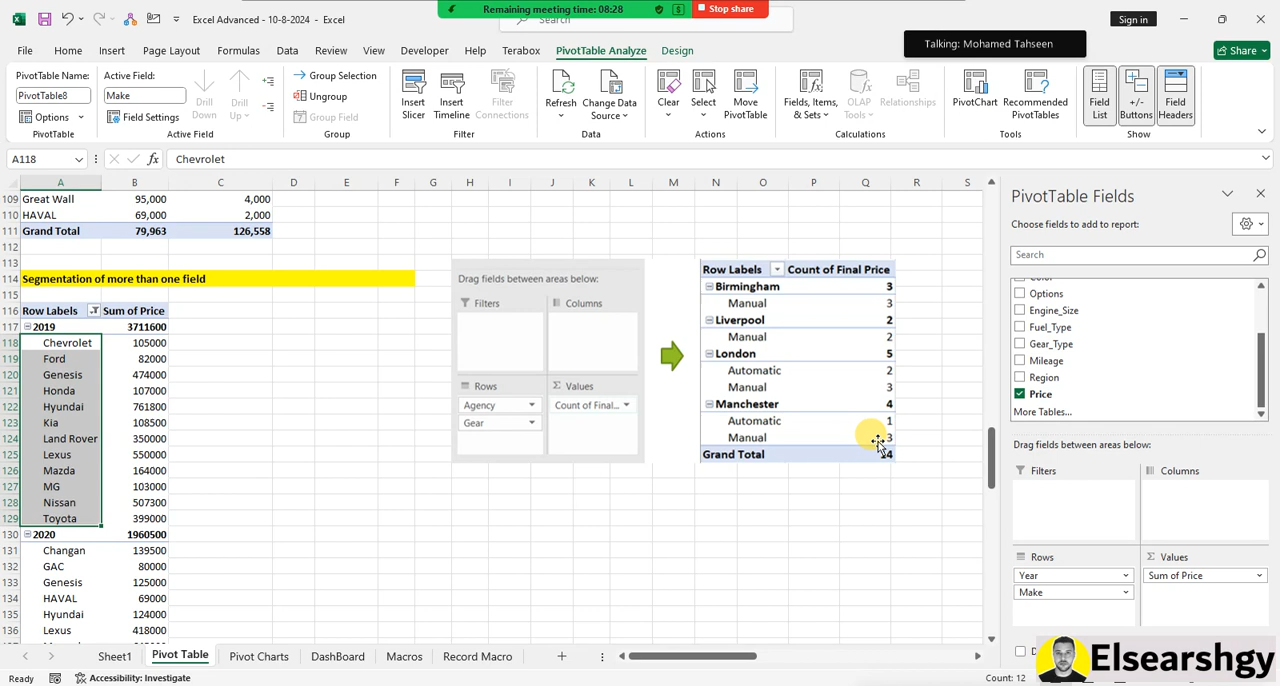 Remaining meeting time: 08:28
Stop share
Excel Advanced - 10-8-2024 - Excel
Search
Sign in
Talking: Mohamed Tahseen
File Home Insert Page Layout Formulas Data Review View Developer Help Terabox PivotTable Analyze Design
Share
PivotTable Name:
PivotTable8
Options
PivotTable
Active Field:
Make
Field Settings
Drill Down
Drill Up
Active Field
Group Selection
Ungroup
Group Field
Group
Insert Slicer
Insert Timeline
Filter Connections
Filter
Refresh
Change Data Source
Data
Clear
Select
Move PivotTable
Actions
Fields, Items, & Sets
OLAP Tools
Relationships
Calculations
PivotChart
Recommended PivotTables
Tools
Field List
+/- Buttons
Field Headers
Show
A118
fx
Chevrolet
A B C D E F G H I J K L M N O P Q R S
109 Great Wall 95,000 4,000
110 HAVAL 69,000 2,000
111 Grand Total 79,963 126,558
112
113
114 Segmentation of more than one field
115
116 Row Labels Sum of Price
117 2019 3711600
118 Chevrolet 105000
119 Ford 82000
120 Genesis 474000
121 Honda 107000
122 Hyundai 761800
123 Kia 108500
124 Land Rover 350000
125 Lexus 550000
126 Mazda 164000
127 MG 103000
128 Nissan 507300
129 Toyota 399000
130 2020 1960500
131 Changan 139500
132 GAC 80000
133 Genesis 125000
134 HAVAL 69000
135 Hyundai 124000
136 Lexus 418000
Drag fields between areas below:
Filters Columns
Rows Values
Agency Count of Final...
Gear
Row Labels Count of Final Price
Birmingham 3
Manual 3
Liverpool 2
Manual 2
London 5
Automatic 2
Manual 3
Manchester 4
Automatic 1
Manual 3
Grand Total 14
PivotTable Fields
Choose fields to add to report:
Search
Options
Engine_Size
Fuel_Type
Gear_Type
Mileage
Region
Price
More Tables...
Drag fields between areas below:
Filters Columns
Rows Values
Year Sum of Price
Make
Sheet1 Pivot Table Pivot Charts Dashboard Macros Record Macro
Elsearshgy
Ready
Accessibility: Investigate
Count: 12